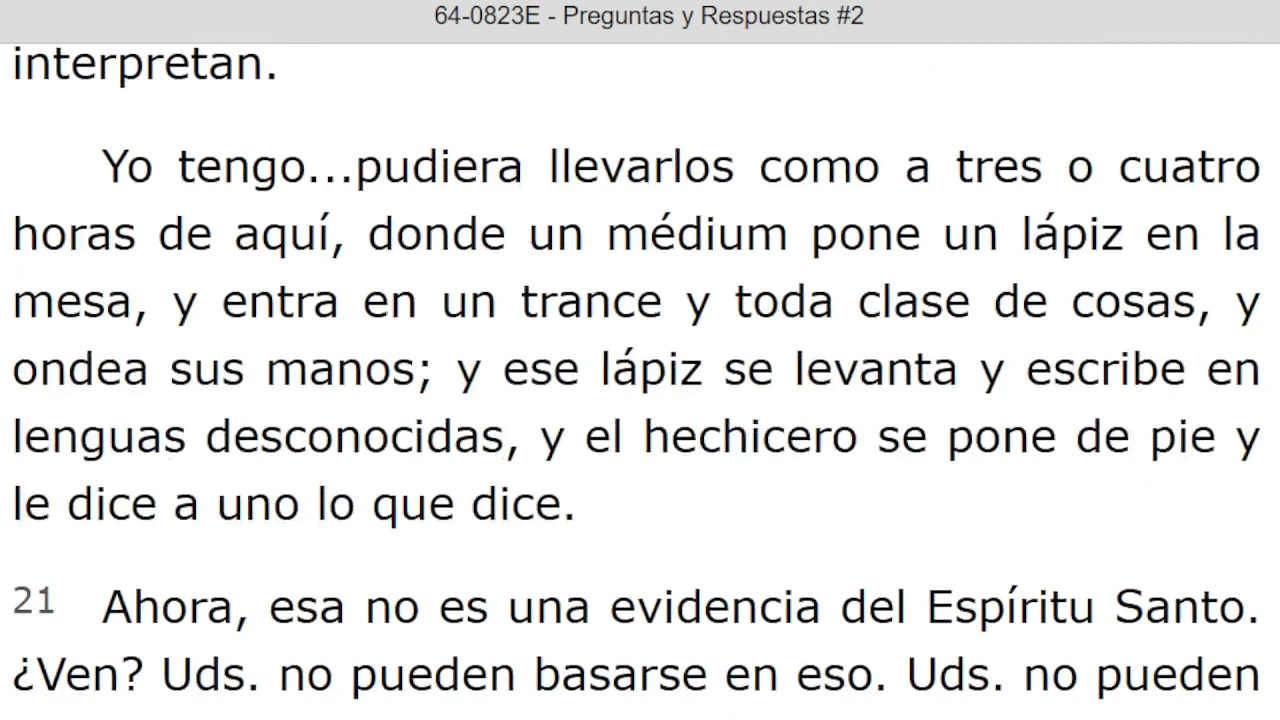 64-0823E - Preguntas y Respuestas #2
interpretan.
Yo tengo...pudiera llevarlos como a tres o cuatro
horas de aquí, donde un médium pone un lápiz en la
mesa, y entra en un trance y toda clase de cosas, y
ondea sus manos; y ese lápiz se levanta y escribe en
lenguas desconocidas, y el hechicero se pone de pie y
le dice a uno lo que dice.
21 Ahora, esa no es una evidencia del Espíritu Santo.
¿Ven? Uds. no pueden basarse en eso. Uds. no pueden